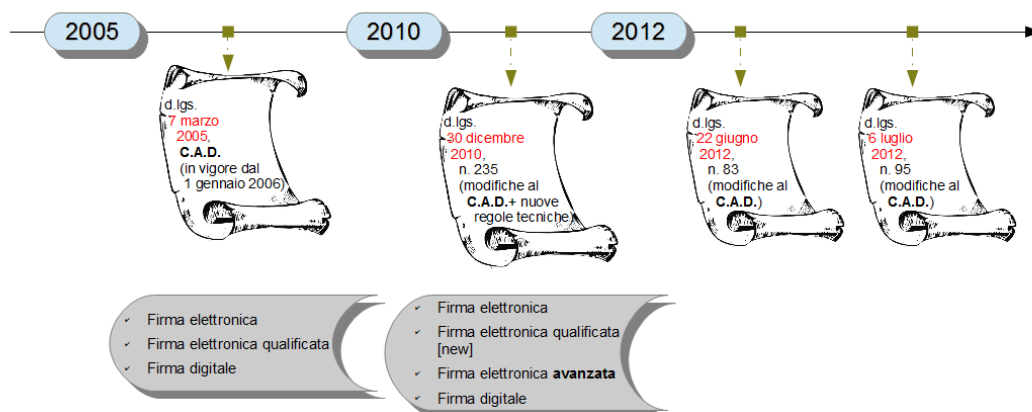 2005
2010
2012
d.lgs.
7 marzo
2005,
C.A.D.
(in vigore dal
1 gennaio 2006)
d.lgs.
30 dicembre
2010,
n. 235
(modifiche al
C.A.D.+ nuove
regole tecniche)
d.lgs.
22 giugno
2012,
n. 83
(modifiche al
C.A.D.)
d.lgs.
6 luglio
2012,
n. 95
(modifiche al
C.A.D.)
✓ Firma elettronica
✓ Firma elettronica qualificata
✓ Firma digitale
✓ Firma elettronica
✓ Firma elettronica qualificata
[new]
✓ Firma elettronica avanzata
✓ Firma digitale